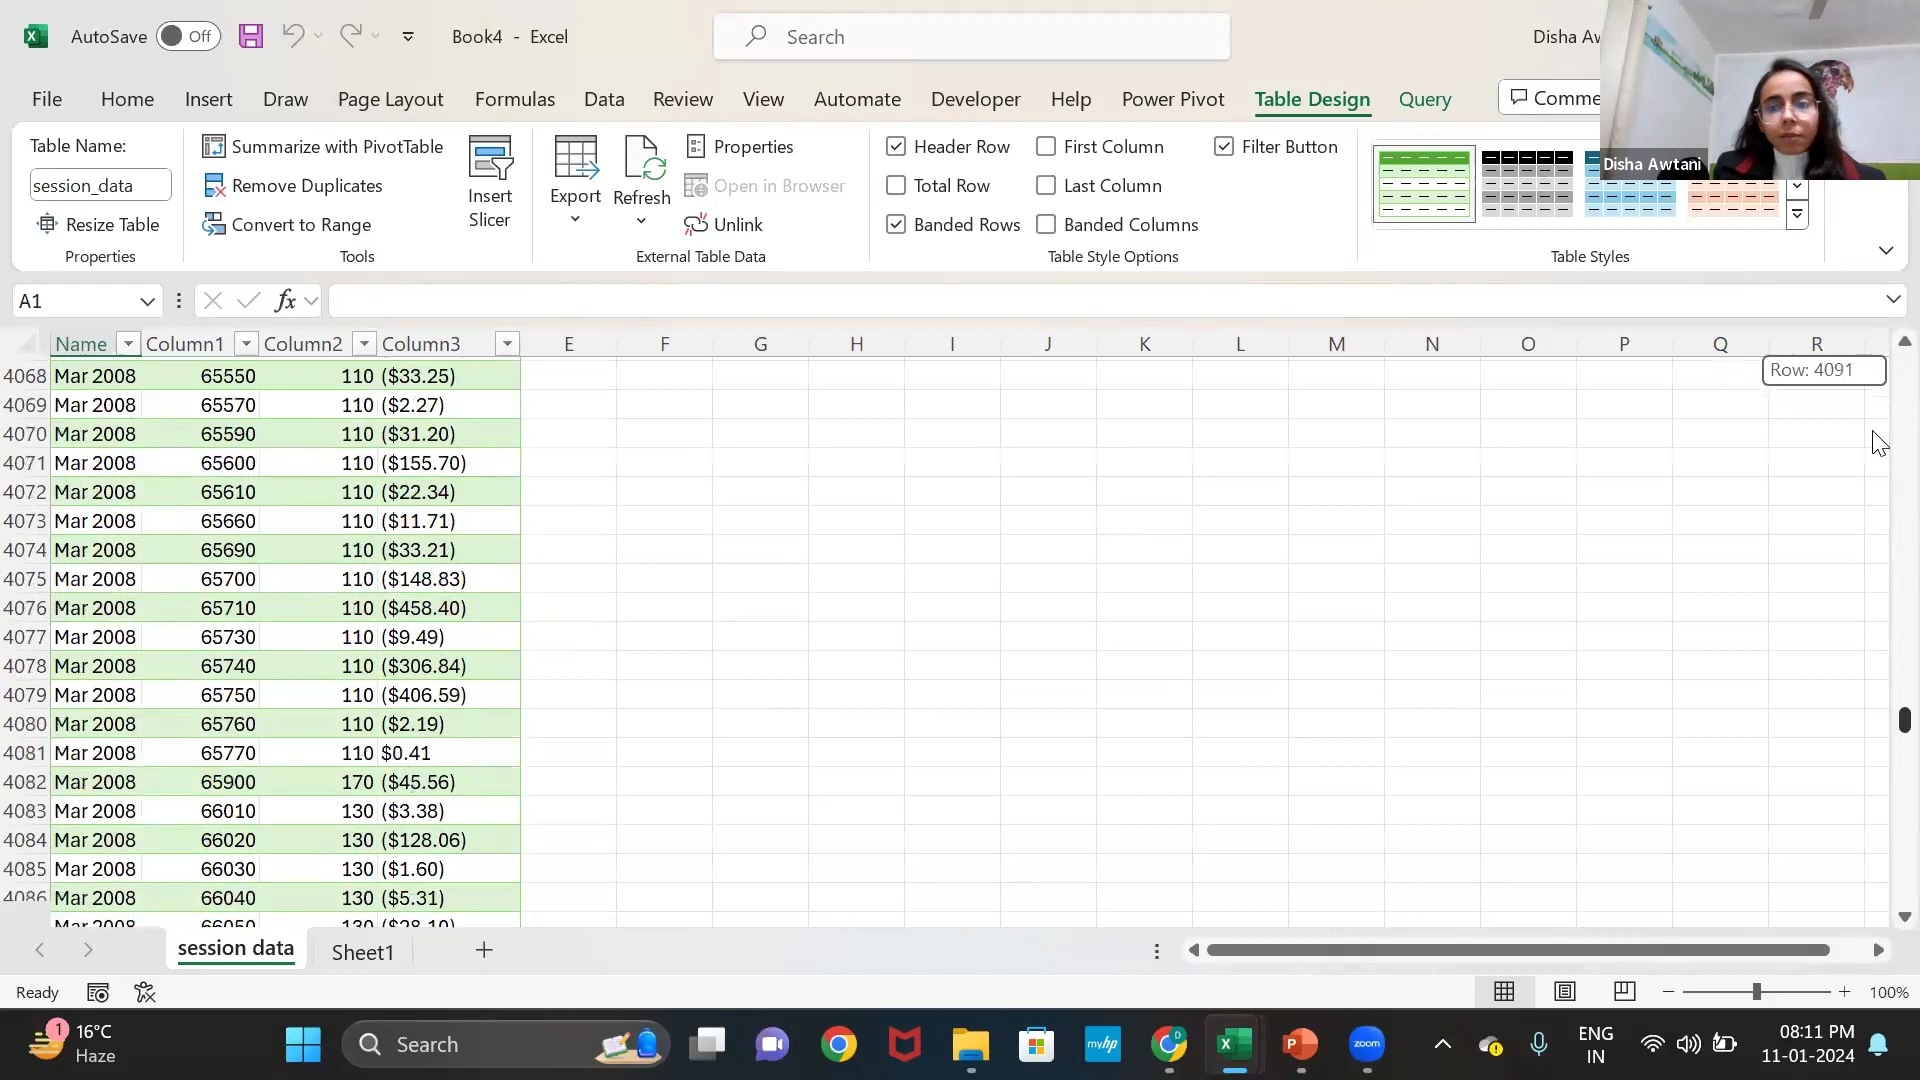 AutoSave Off Book4 - Excel Search Disha Aw
File Home Insert Draw Page Layout Formulas Data Review View Automate Developer Help Power Pivot Table Design Query Comme
Table Name:
session_data
Resize Table
Properties
Summarize with PivotTable
Remove Duplicates
Convert to Range
Tools
Insert
Slicer
Export
Refresh
Properties
Open in Browser
Unlink
External Table Data
Header Row First Column Filter Button
Total Row Last Column
Banded Rows Banded Columns
Table Style Options
Table Styles
Disha Awtani
A1 fx
Name Column1 Column2 Column3 E F G H I J K L M N O P Q R
Row: 4091
4068 Mar 2008 65550 110 ($33.25)
4069 Mar 2008 65570 110 ($2.27)
4070 Mar 2008 65590 110 ($31.20)
4071 Mar 2008 65600 110 ($155.70)
4072 Mar 2008 65610 110 ($22.34)
4073 Mar 2008 65660 110 ($11.71)
4074 Mar 2008 65690 110 ($33.21)
4075 Mar 2008 65700 110 ($148.83)
4076 Mar 2008 65710 110 ($458.40)
4077 Mar 2008 65730 110 ($9.49)
4078 Mar 2008 65740 110 ($306.84)
4079 Mar 2008 65750 110 ($406.59)
4080 Mar 2008 65760 110 ($2.19)
4081 Mar 2008 65770 110 $0.41
4082 Mar 2008 65900 170 ($45.56)
4083 Mar 2008 66010 130 ($3.38)
4084 Mar 2008 66020 130 ($128.06)
4085 Mar 2008 66030 130 ($1.60)
4086 Mar 2008 66040 130 ($5.31)
Mar 2008 66050 130 ($28.10)
session data Sheet1 +
Ready 100%
1 16°C
Haze
Search
myhp
zoom
ENG
IN
08:11 PM
11-01-2024